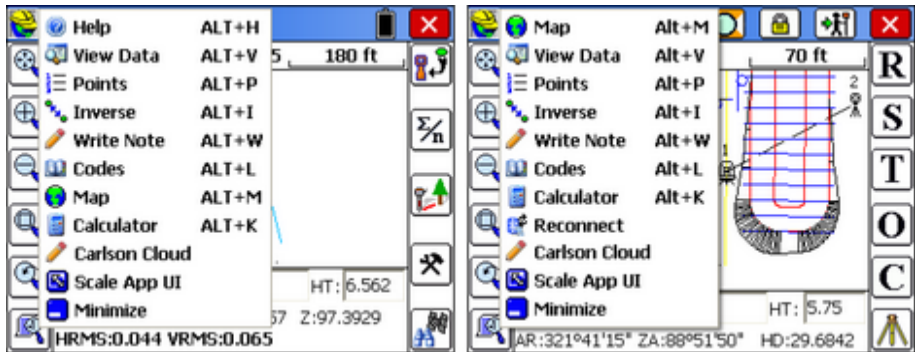 Help ALT+H
View Data ALT+V
Points ALT+P
Inverse ALT+I
Write Note ALT+W
Codes ALT+L
Map ALT+M
Calculator ALT+K
Carlson Cloud
Scale App UI
Minimize
5 180 ft
Σ/n
HT: 6.562
57 Z:97.3929
HRMS:0.044 VRMS:0.065
Map Alt+M
View Data Alt+V
Points Alt+P
Inverse Alt+I
Write Note Alt+W
Codes Alt+L
Calculator Alt+K
Reconnect
Carlson Cloud
Scale App UI
Minimize
70 ft
2
1
R
S
T
O
C
HT: 5.75
AR:321°41'15" ZA:88°51'50" HD:29.6842